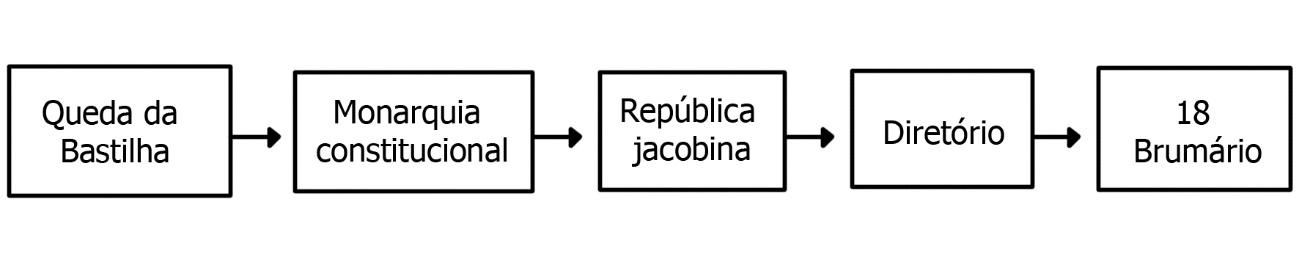 Queda da
Bastilha
Monarquia
constitucional
República
jacobina
Diretório
18
Brumário